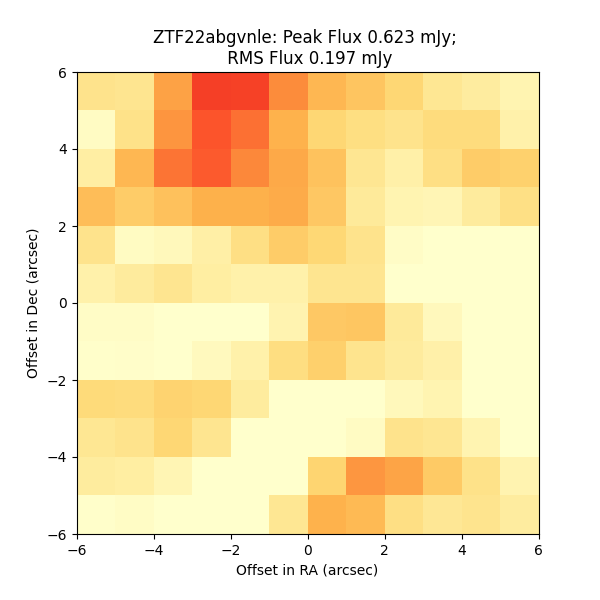 ZTF22abgvnle: Peak Flux 0.623 mJy;
RMS Flux 0.197 mJy
6
4
2
0
−2
−4
−6
Offset in Dec (arcsec)
−6 −4 −2 0 2 4 6
Offset in RA (arcsec)